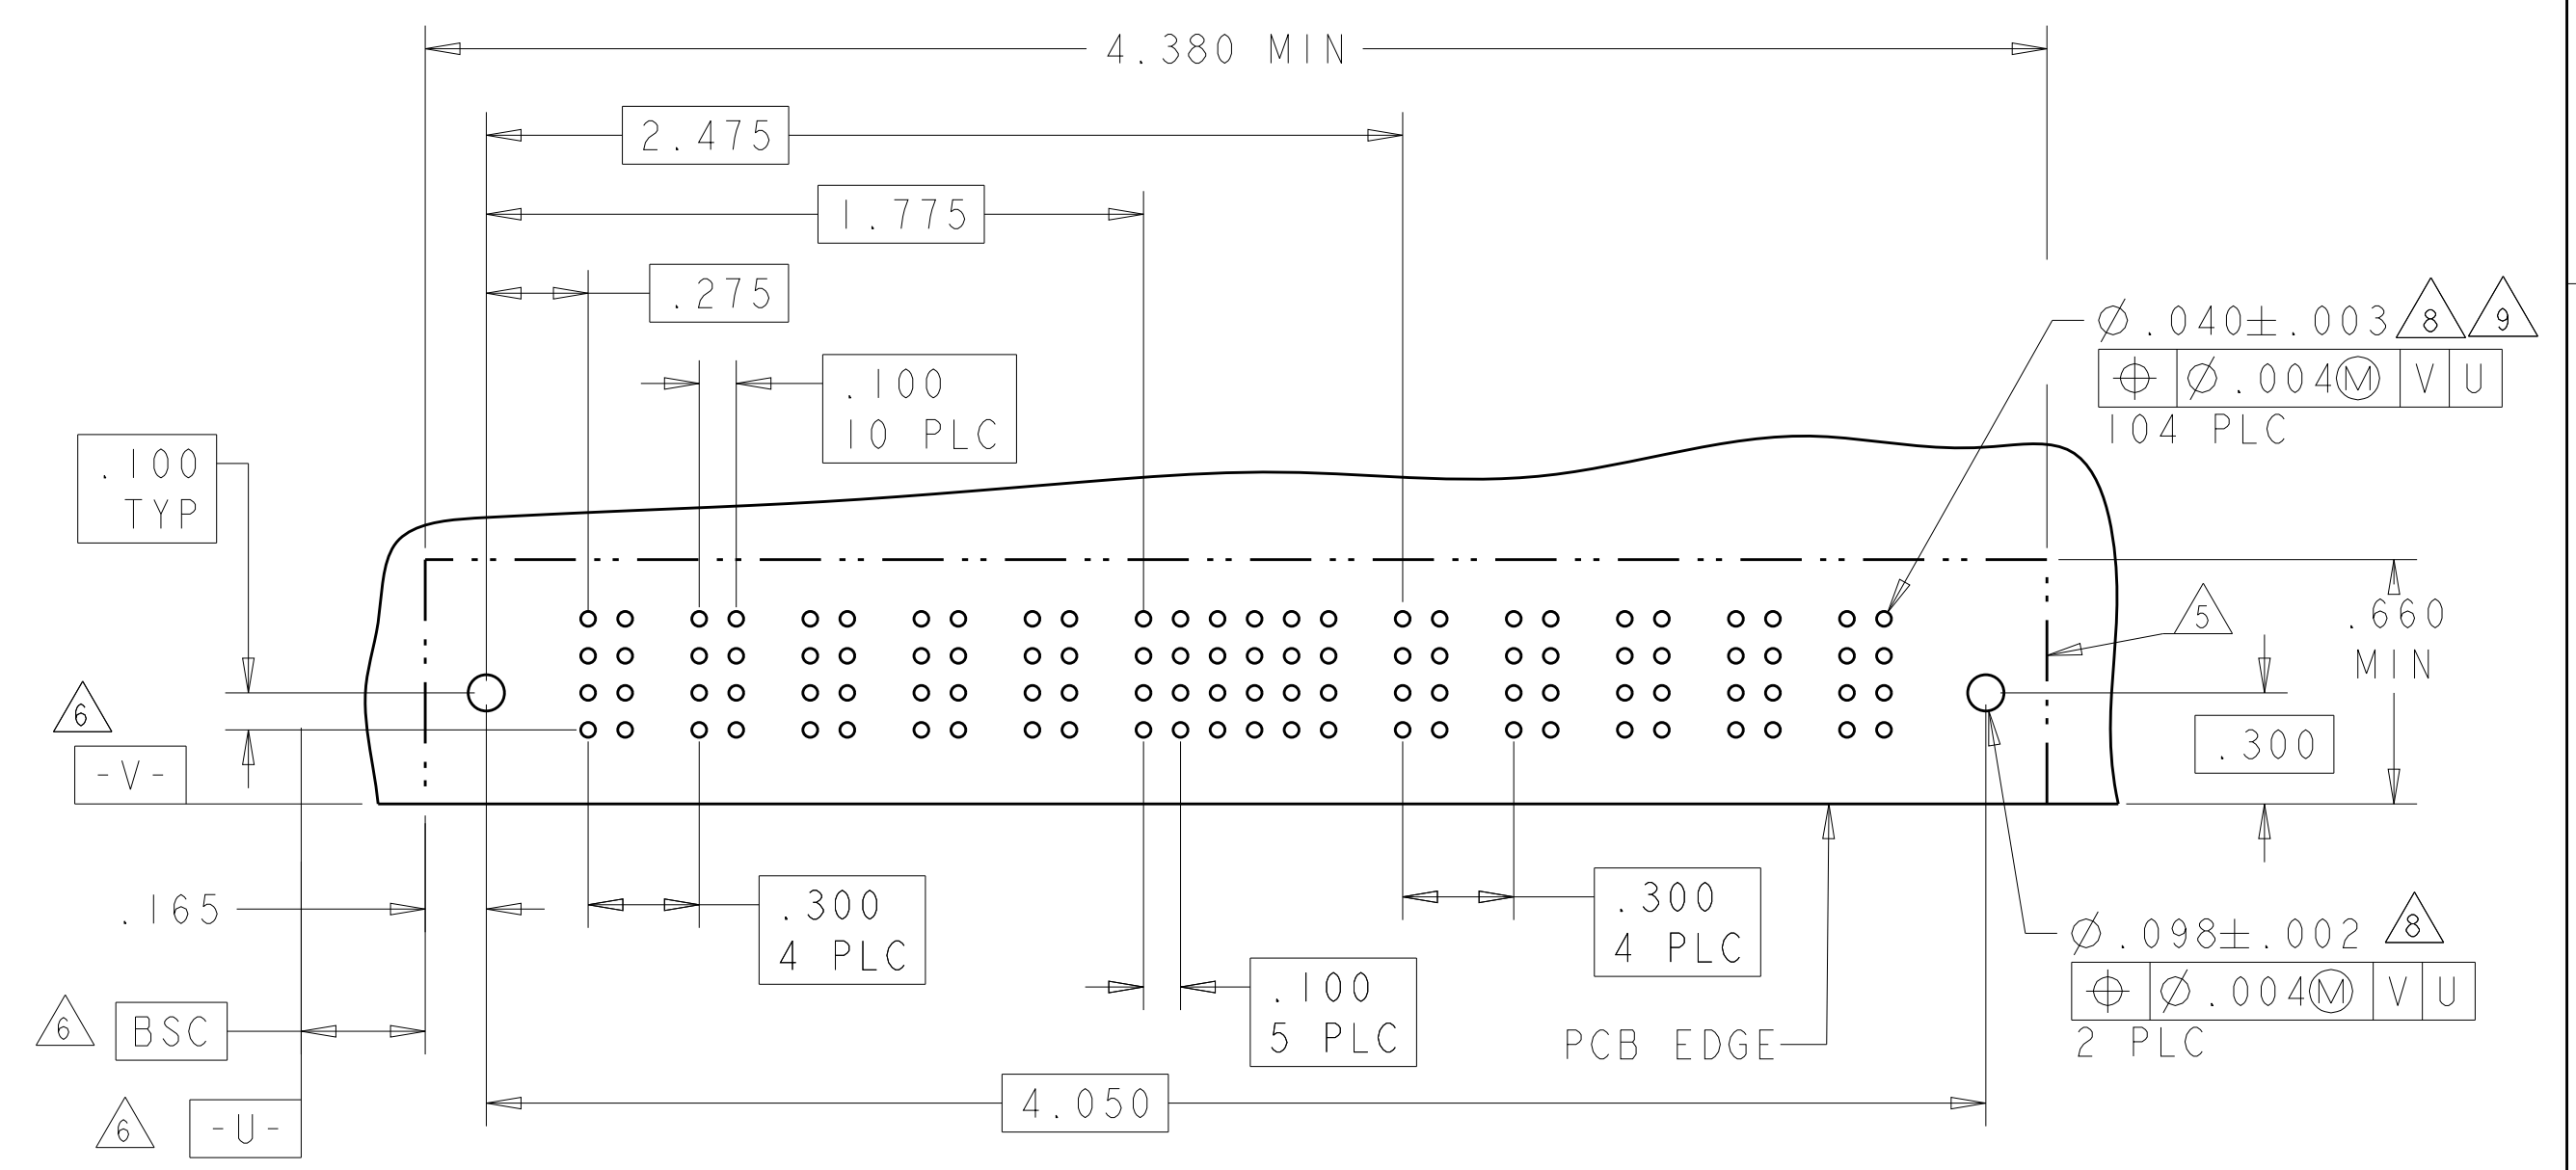 4.380 MIN
2.475
1.775
.275
.100
10 PLC
Ø.040±.003 8 9
⌖ Ø.004Ⓜ V U
104 PLC
.100
TYP
5
.660
MIN
6
-V-
.300
.165
.300
4 PLC
.300
4 PLC
Ø.098±.002 8
⌖ Ø.004Ⓜ V U
2 PLC
.100
5 PLC
6 BSC
PCB EDGE
4.050
6 -U-